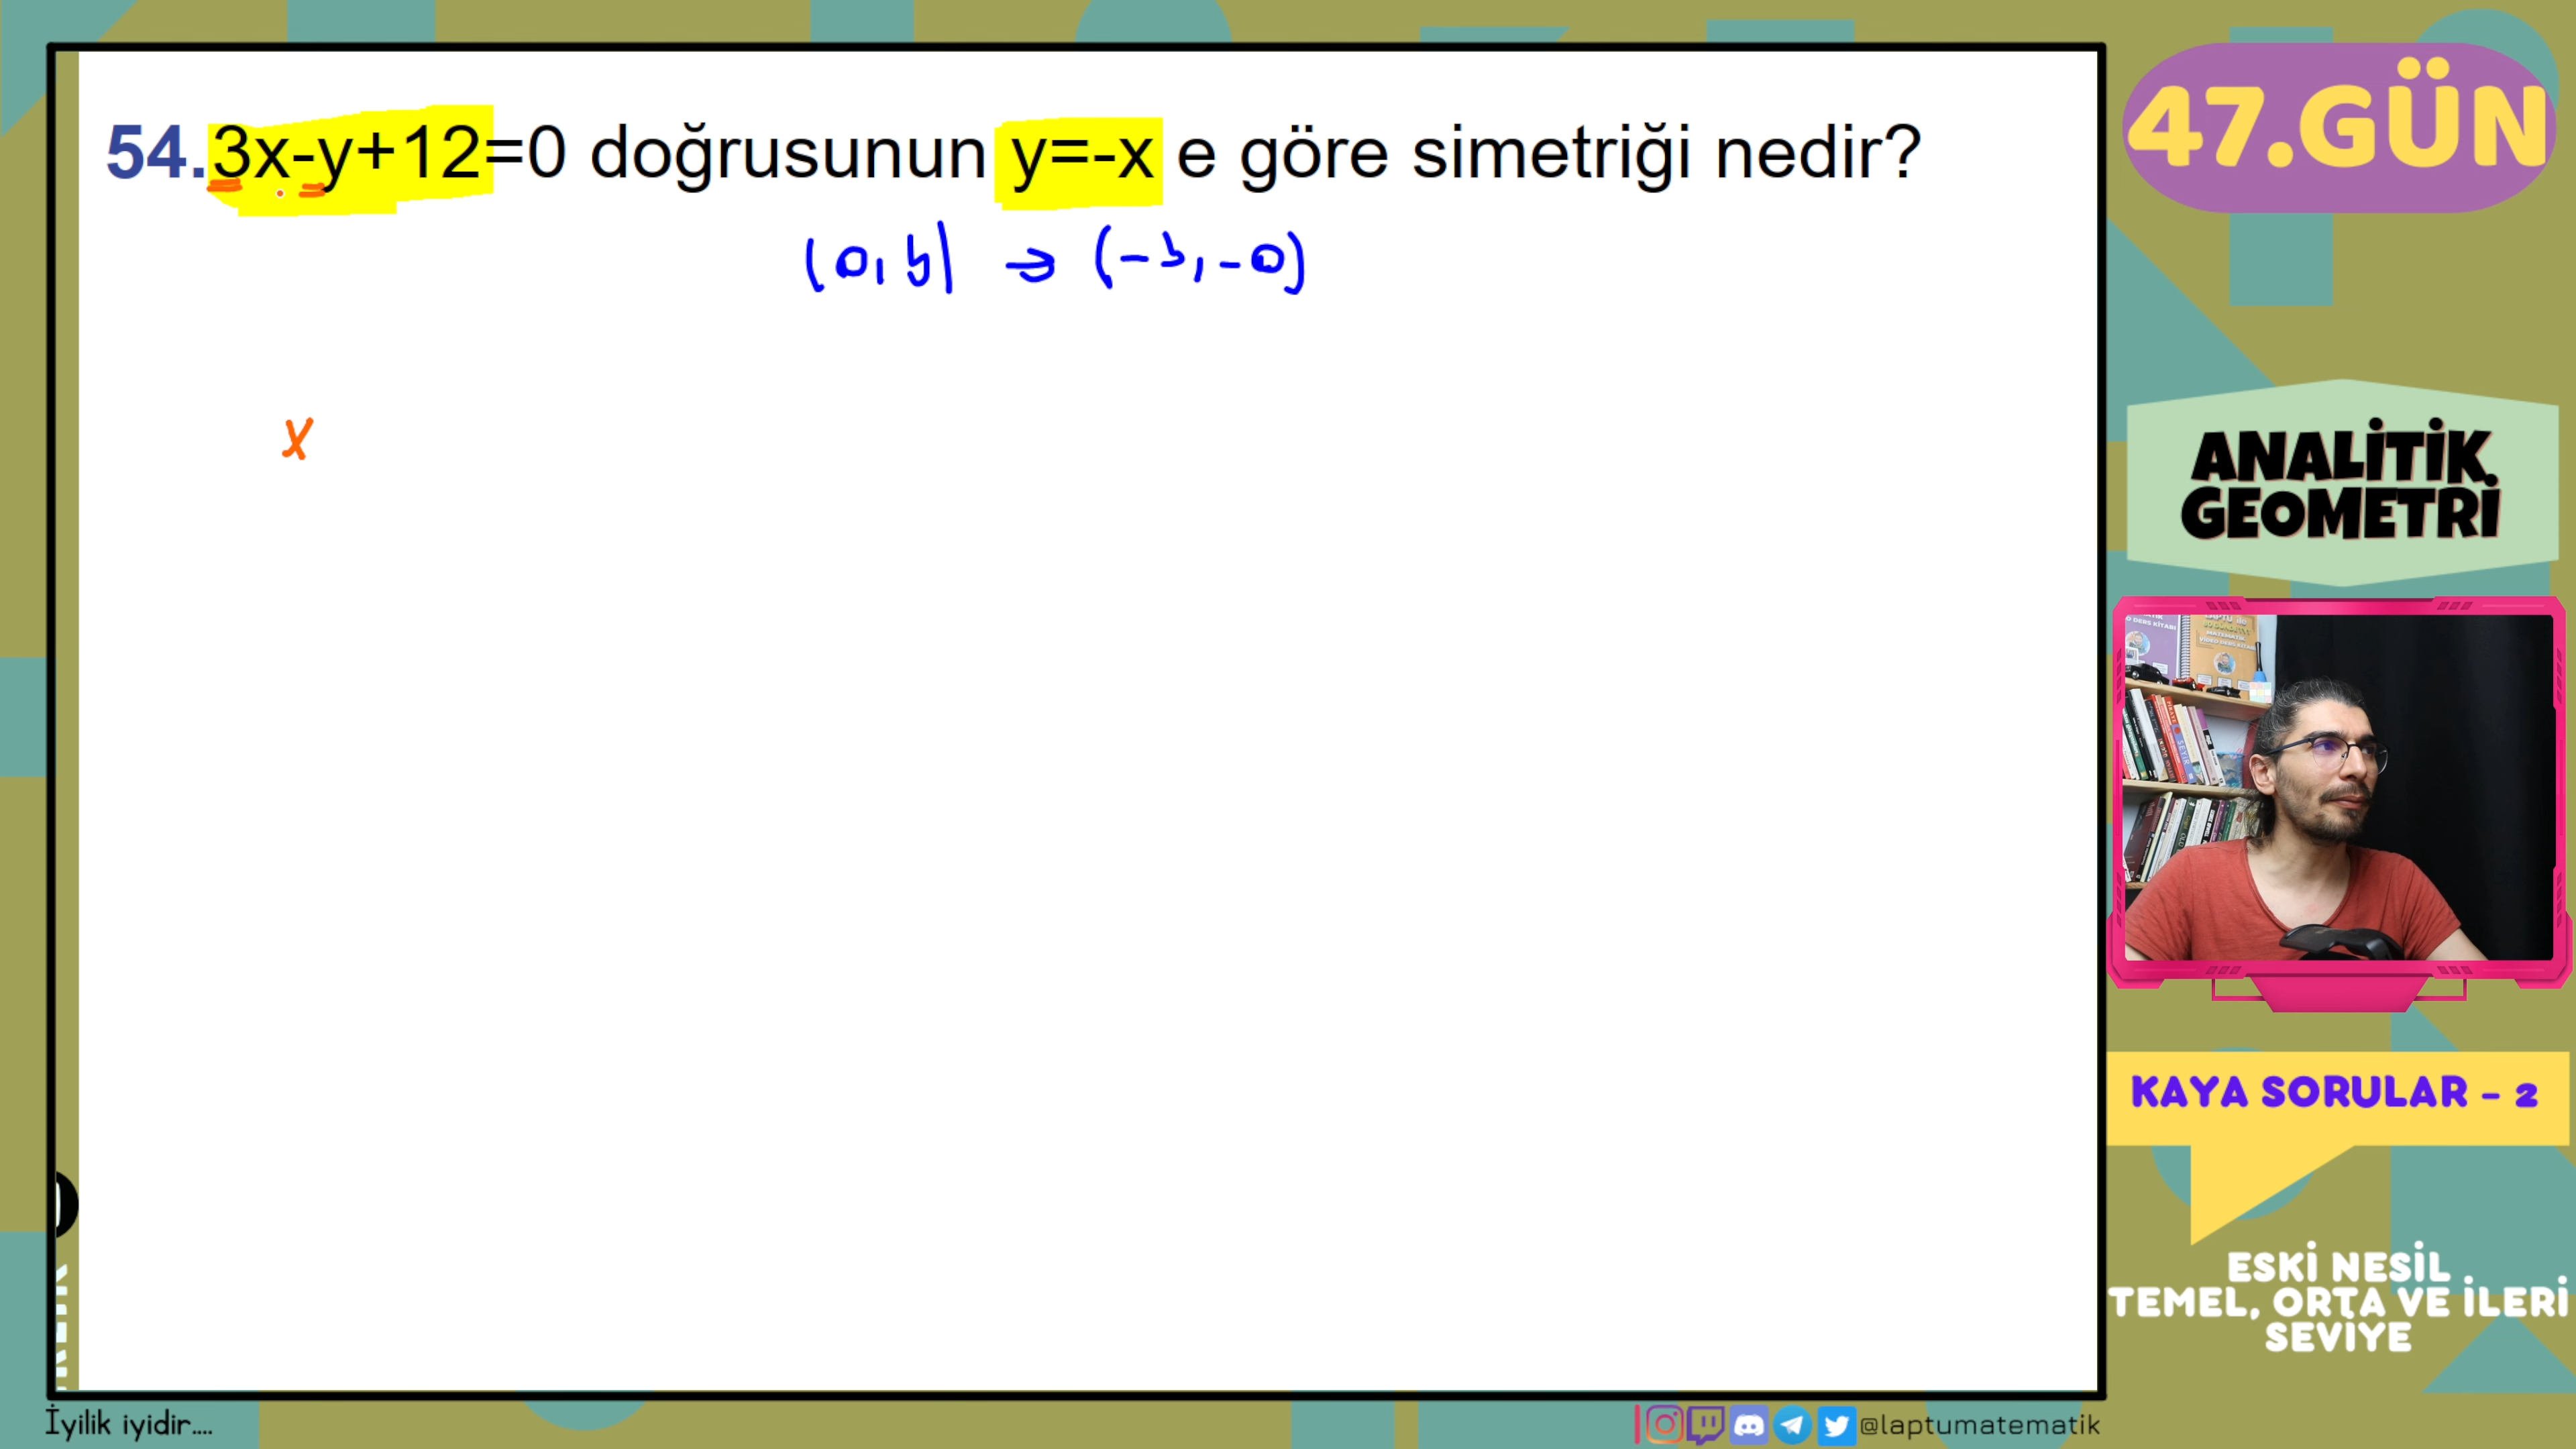 54.3x-y+12=0 doğrusunun y=-x e göre simetriği nedir?
(a,b) → (-b,-a)
x
47.GÜN
ANALİTİK
GEOMETRİ
KAYA SORULAR - 2
ESKİ NESİL
TEMEL, ORTA VE İLERİ
SEVİYE
İyilik iyidir....
@laptumatematik